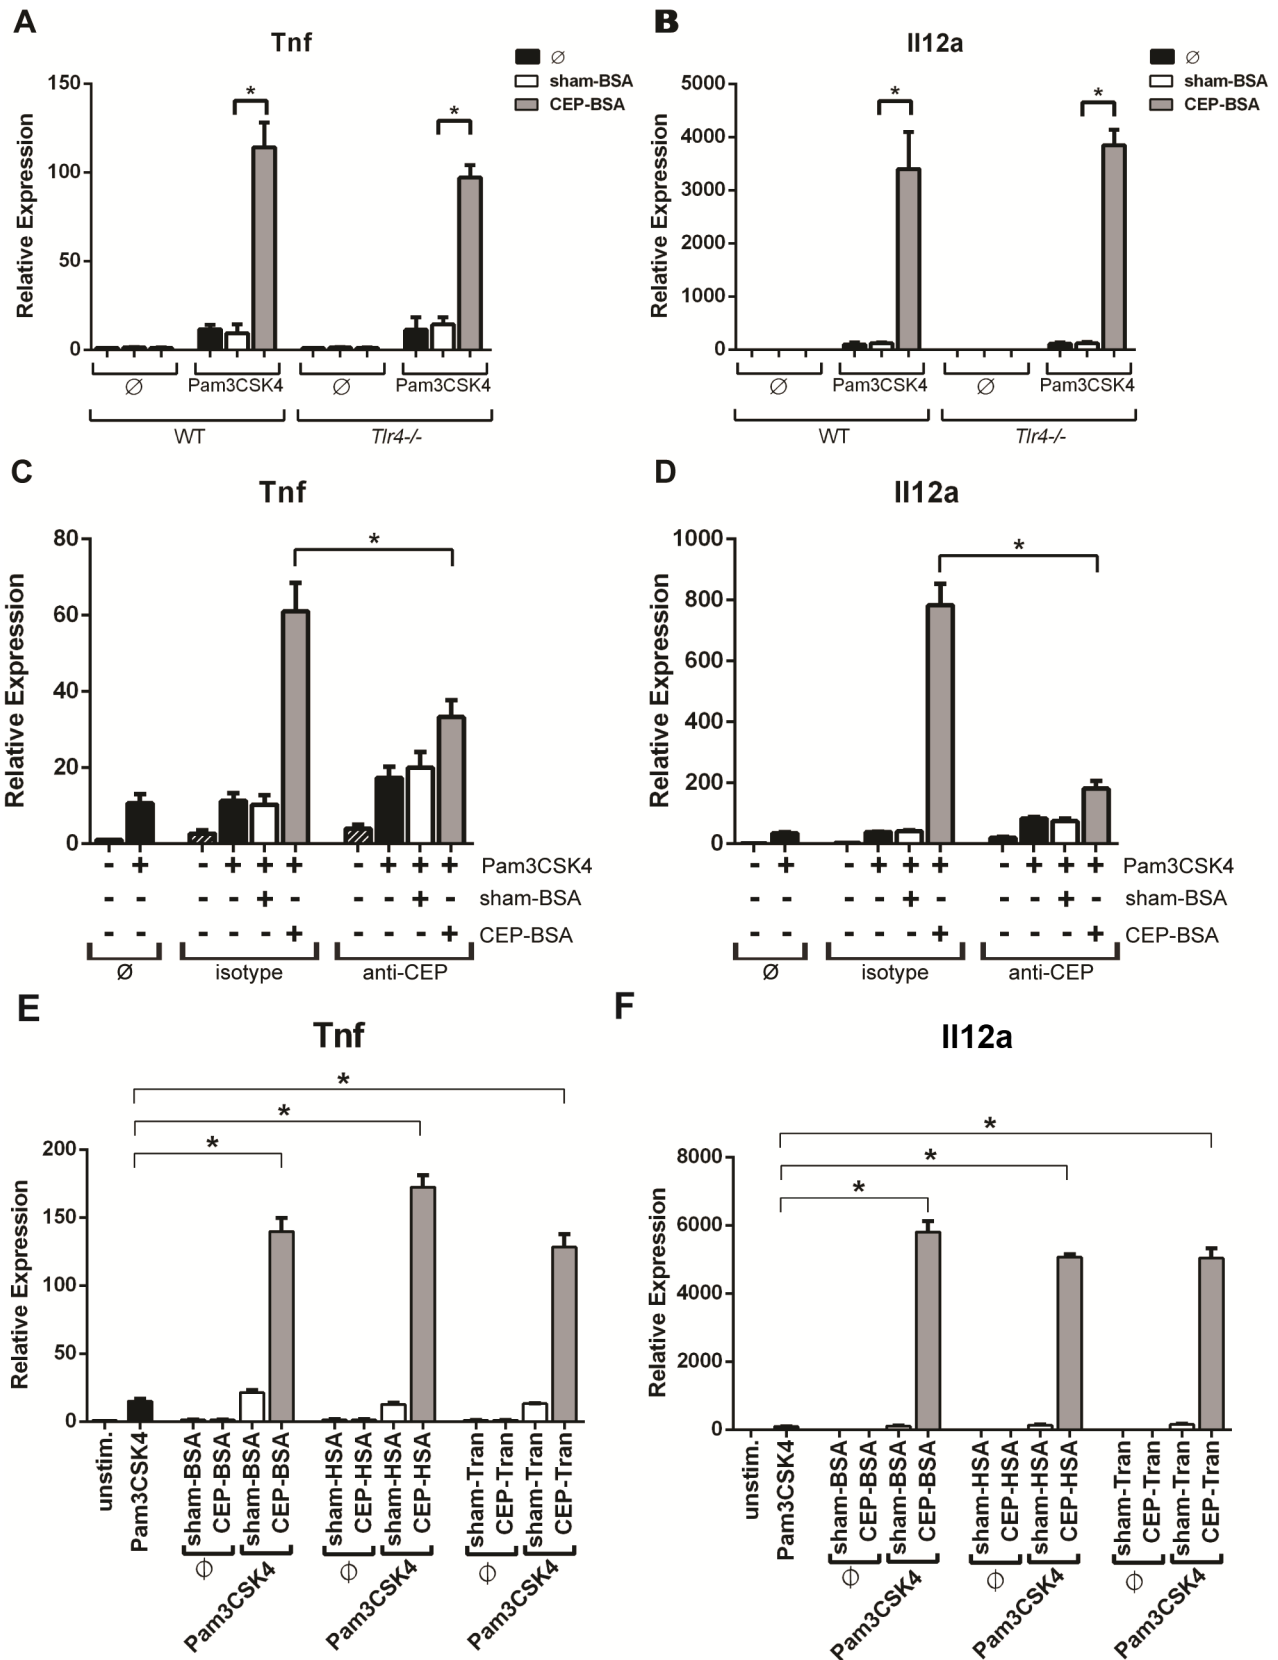 A
Tnf
∅
sham-BSA
CEP-BSA
Relative Expression
150
100
50
0
*
*
∅
Pam3CSK4
∅
Pam3CSK4
WT
Tlr4-/-
B
Il12a
∅
sham-BSA
CEP-BSA
Relative Expression
5000
4000
3000
2000
1000
0
*
*
∅
Pam3CSK4
∅
Pam3CSK4
WT
Tlr4-/-
C
Tnf
Relative Expression
80
60
40
20
0
*
- + - + + + - + + + Pam3CSK4
- - - - + - - - + - sham-BSA
- - - - - + - - - + CEP-BSA
Ø
isotype
anti-CEP
D
Il12a
Relative Expression
1000
800
600
400
200
0
*
- + - + + + - + + + Pam3CSK4
- - - - + - - - + - sham-BSA
- - - - - + - - - + CEP-BSA
Ø
isotype
anti-CEP
E
Tnf
Relative Expression
200
150
100
50
0
*
*
*
unstim.
Pam3CSK4
sham-BSA
CEP-BSA
sham-BSA
CEP-BSA
sham-HSA
CEP-HSA
sham-HSA
CEP-HSA
sham-Tran
CEP-Tran
sham-Tran
CEP-Tran
∅
Pam3CSK4
∅
Pam3CSK4
∅
Pam3CSK4
F
Il12a
Relative Expression
8000
6000
4000
2000
0
*
*
*
unstim.
Pam3CSK4
sham-BSA
CEP-BSA
sham-BSA
CEP-BSA
sham-HSA
CEP-HSA
sham-HSA
CEP-HSA
sham-Tran
CEP-Tran
sham-Tran
CEP-Tran
∅
Pam3CSK4
∅
Pam3CSK4
∅
Pam3CSK4